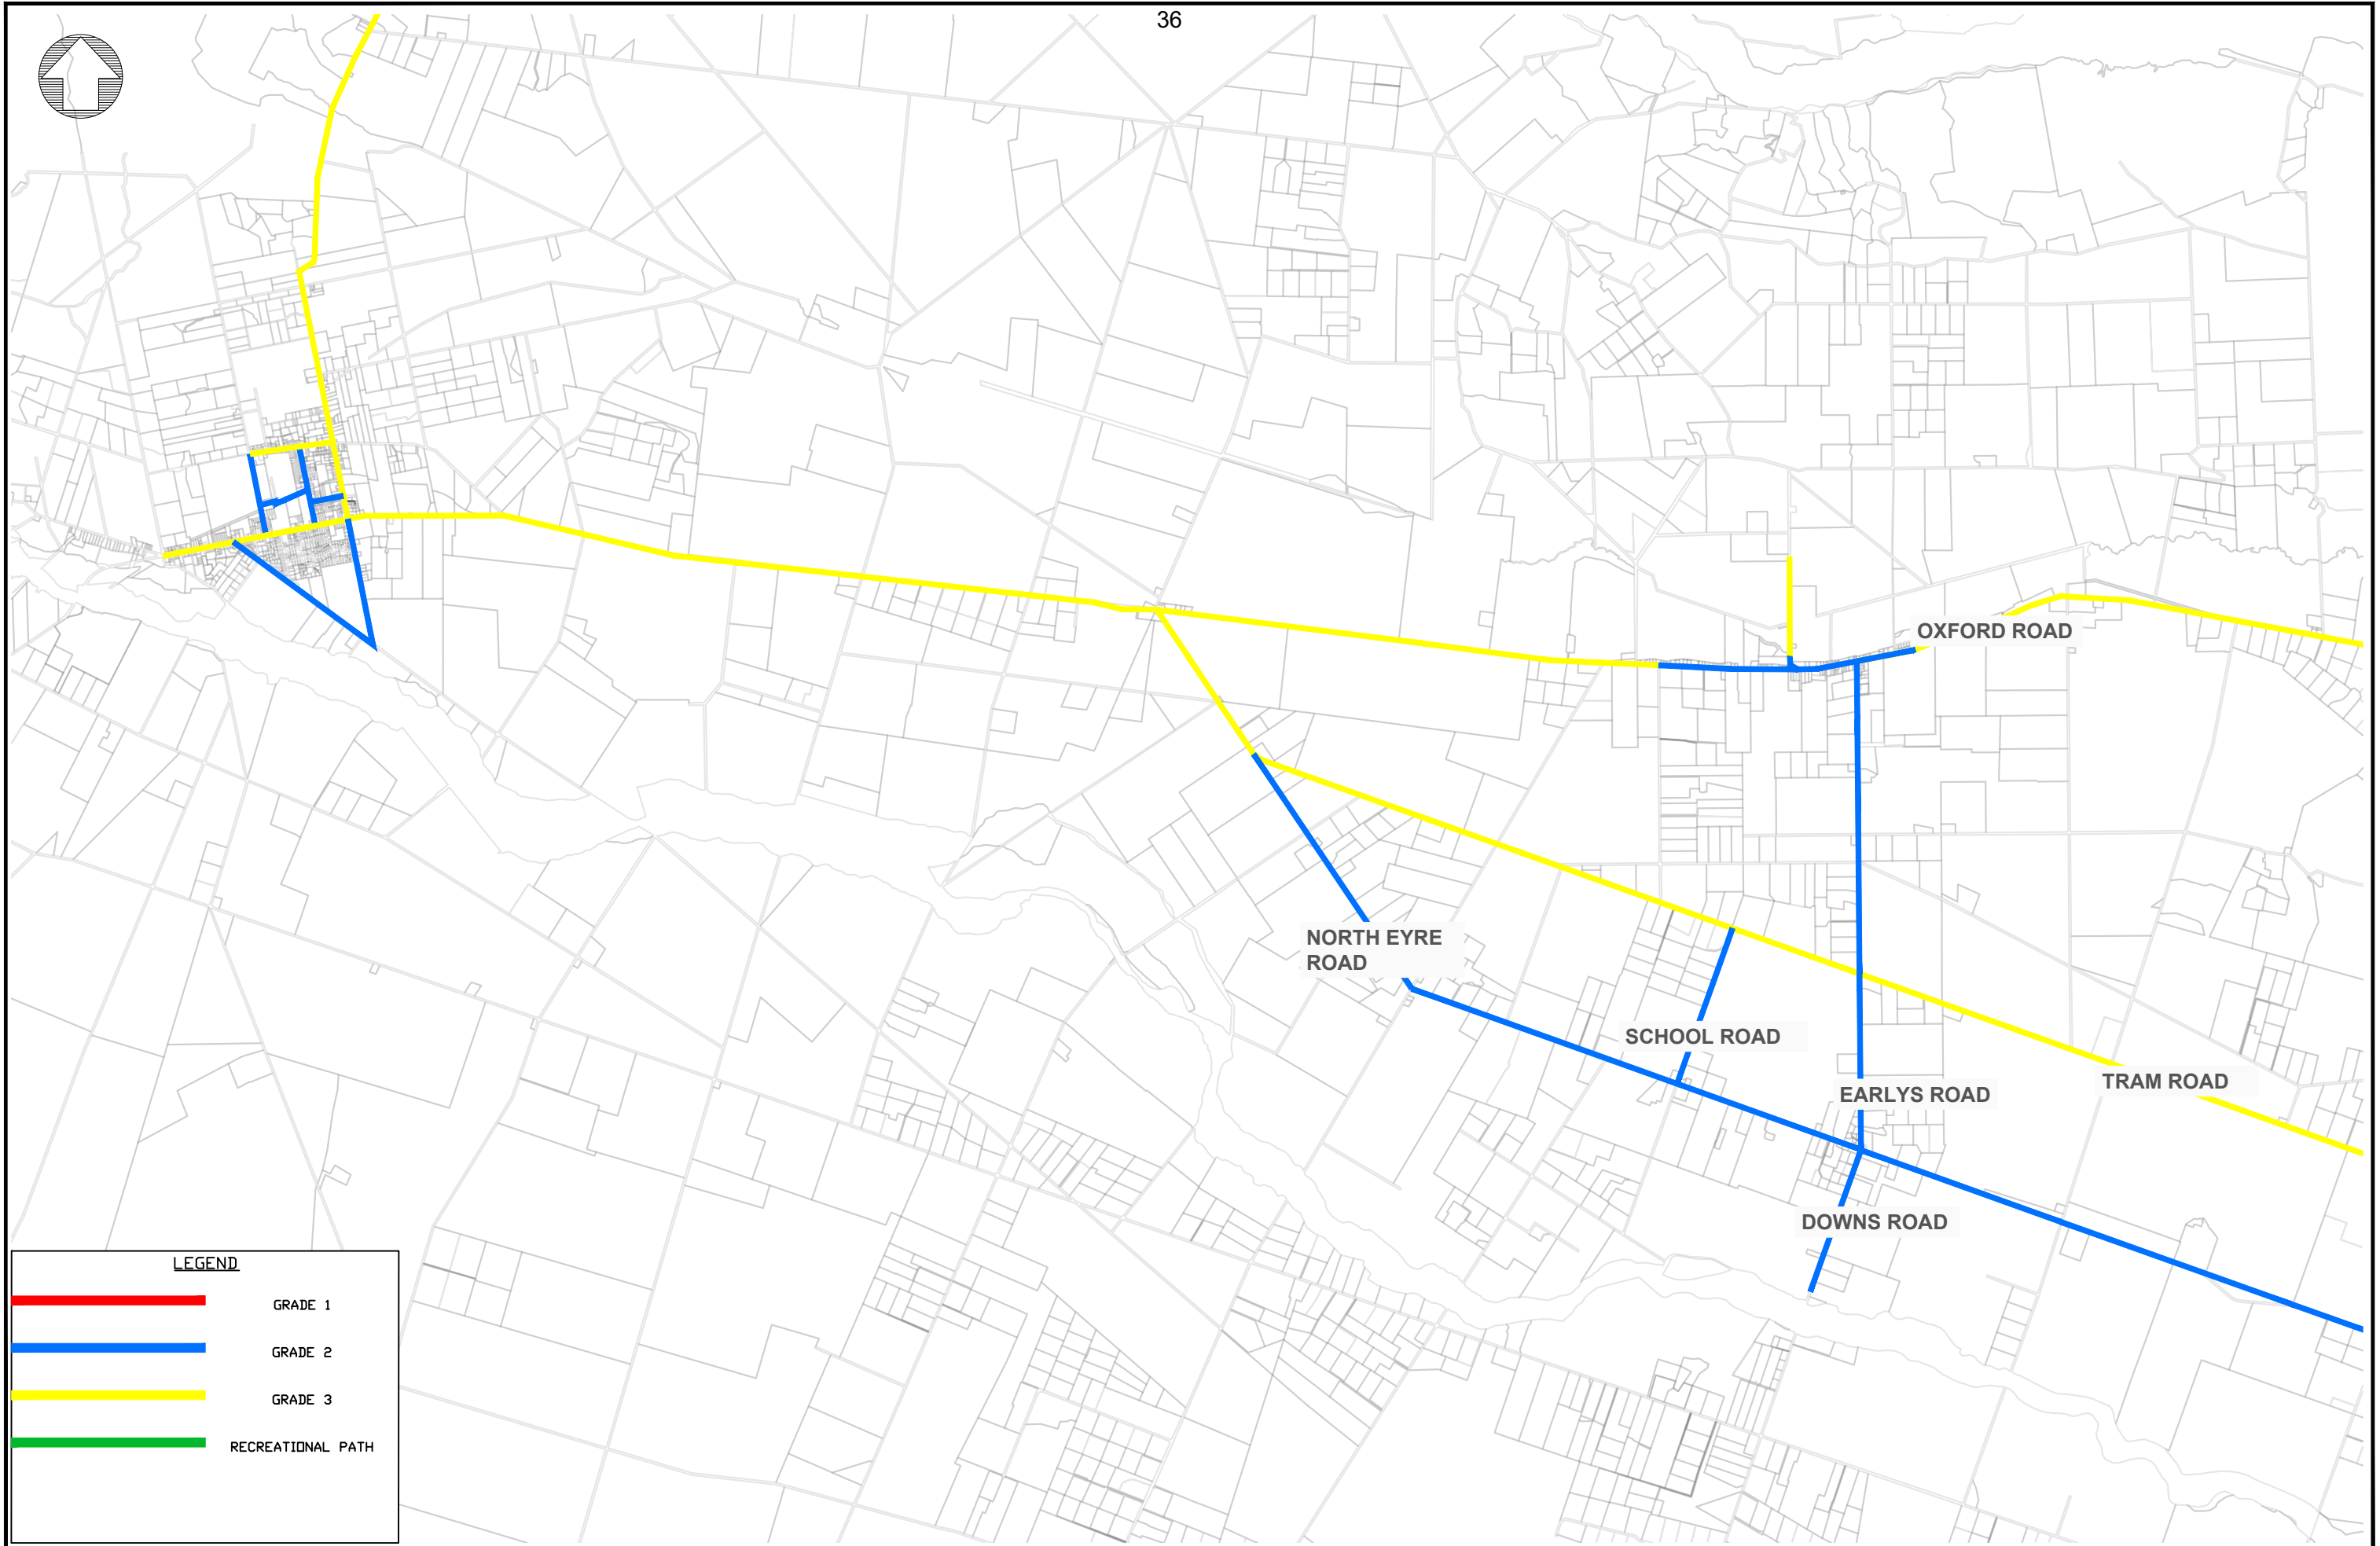 36
OXFORD ROAD
NORTH EYRE
ROAD
SCHOOL ROAD
EARLYS ROAD
TRAM ROAD
DOWNS ROAD
LEGEND
GRADE 1
GRADE 2
GRADE 3
RECREATIONAL PATH